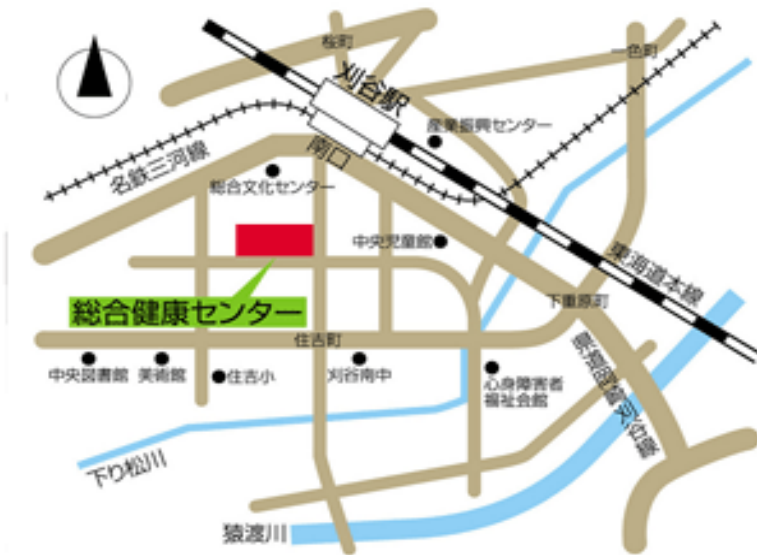 桜町
一色町
刈谷駅
産業振興センター
名鉄三河線
南口
総合文化センター
中央児童館
東海道本線
下重原町
総合健康センター
住吉町
中央図書館
美術館
住吉小
刈谷南中
心身障害者
福祉会館
下り松川
猿渡川